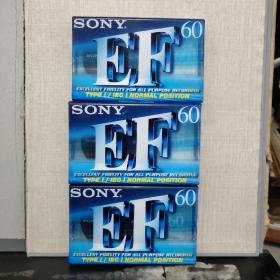 SONY
EF 60
EXCELLENT FIDELITY FOR ALL PURPOSE RECORDING
TYPE I / IEC I NORMAL POSITION
SONY
EF 60
EXCELLENT FIDELITY FOR ALL PURPOSE RECORDING
TYPE I / IEC I NORMAL POSITION
SONY
EF 60
EXCELLENT FIDELITY FOR ALL PURPOSE RECORDING
TYPE I / IEC I NORMAL POSITION